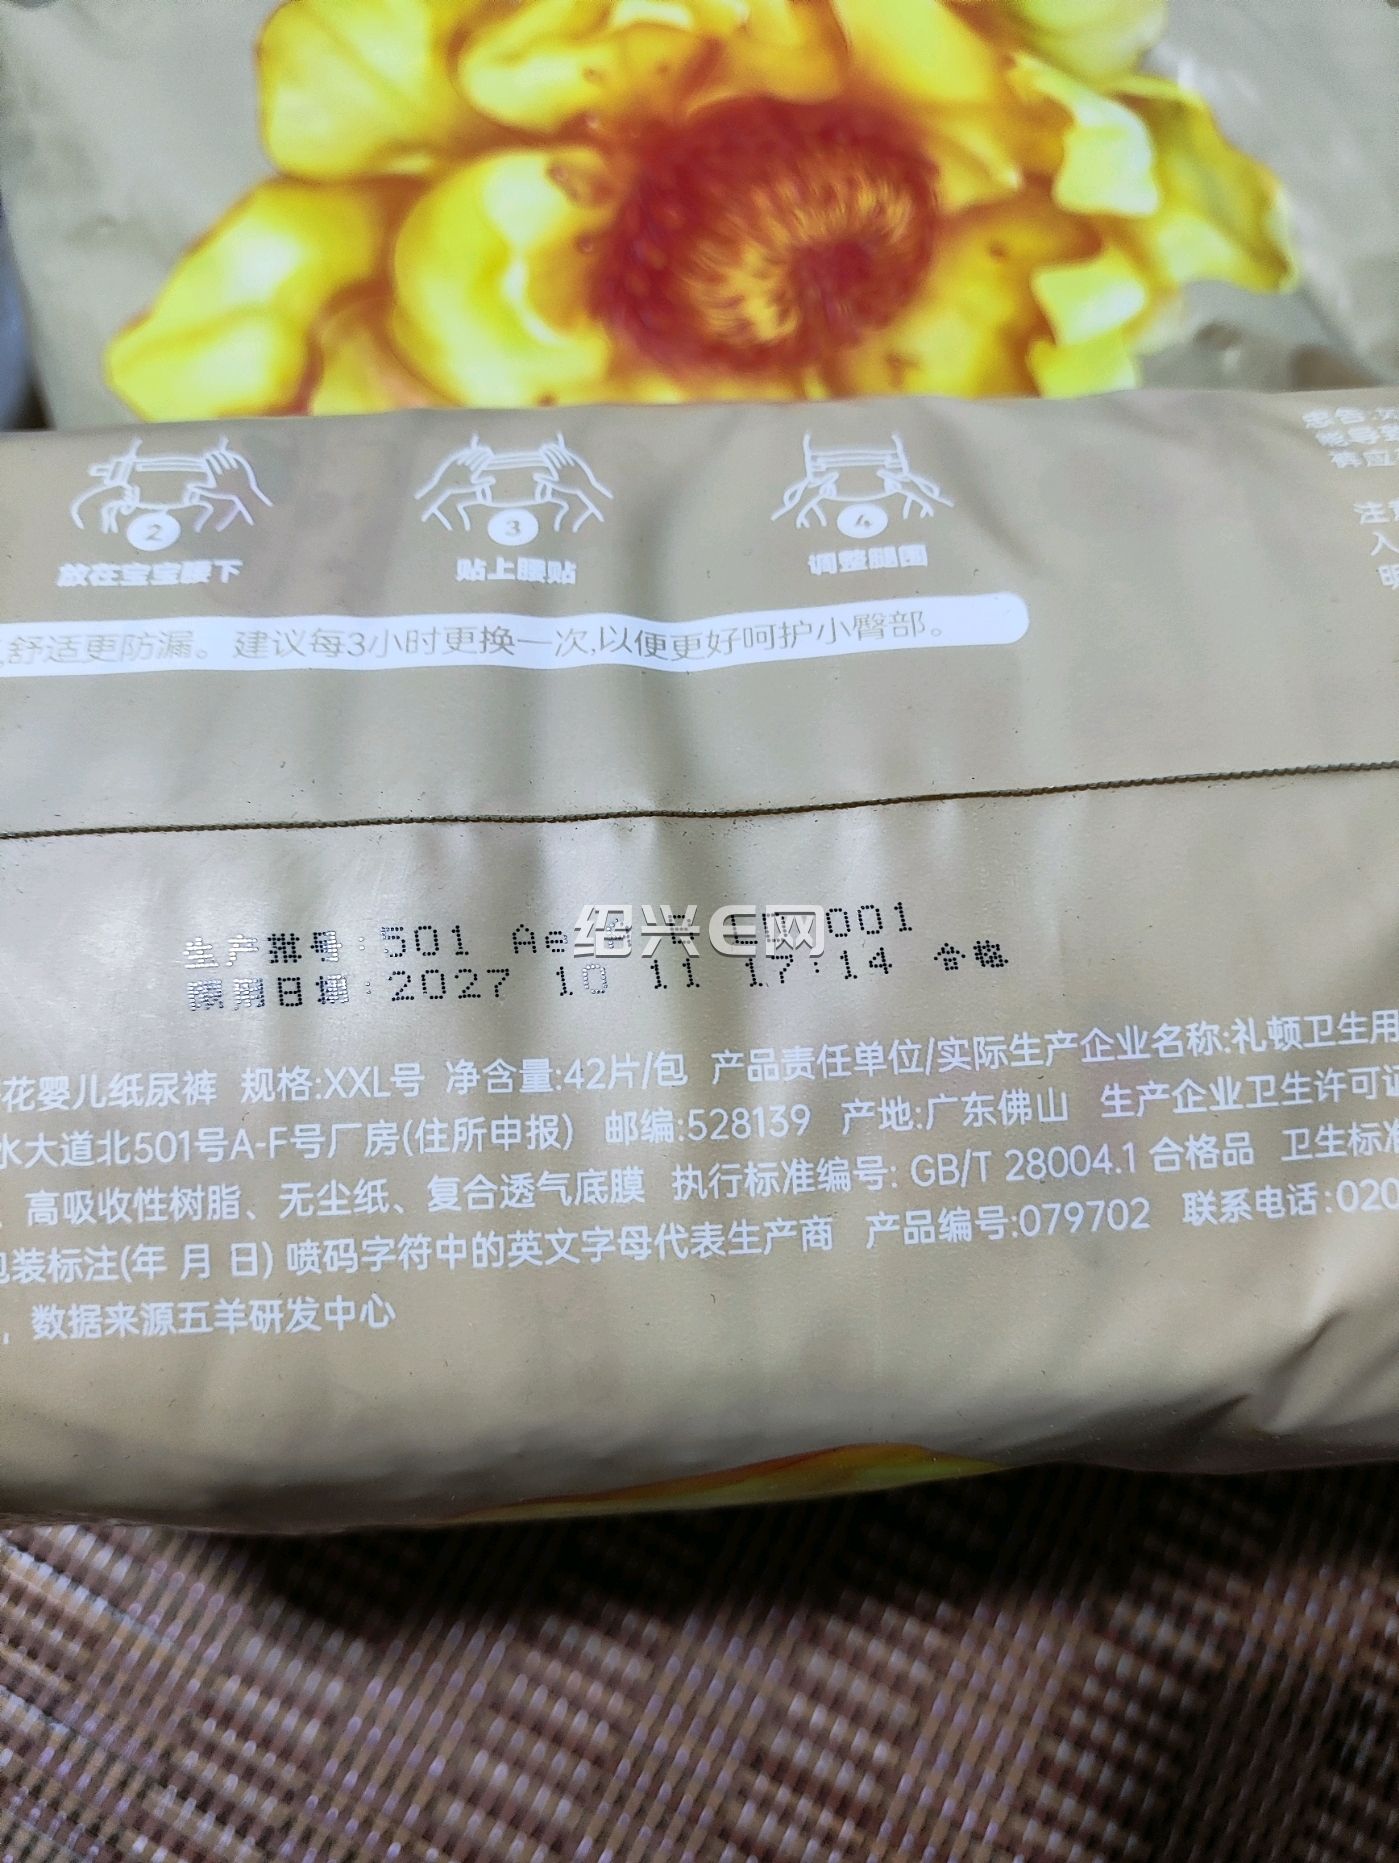 忠告:
2
3
4
放在宝宝腰下
贴上腰贴
调整腿围
舒适更防漏。建议每3小时更换一次,以便更好呵护小臀部。
生产批号:501 Ae 001
限用日期:2027 10 11 17:14 合格
绍兴E网
花婴儿纸尿裤 规格:XXL号 净含量:42片/包 产品责任单位/实际生产企业名称:礼顿卫生用
水大道北501号A-F号厂房(住所申报) 邮编:528139 产地:广东佛山 生产企业卫生许可证
、高吸收性树脂、无尘纸、复合透气底膜 执行标准编号: GB/T 28004.1 合格品 卫生标准
包装标注(年 月 日) 喷码字符中的英文字母代表生产商 产品编号:079702 联系电话:020
，数据来源五羊研发中心